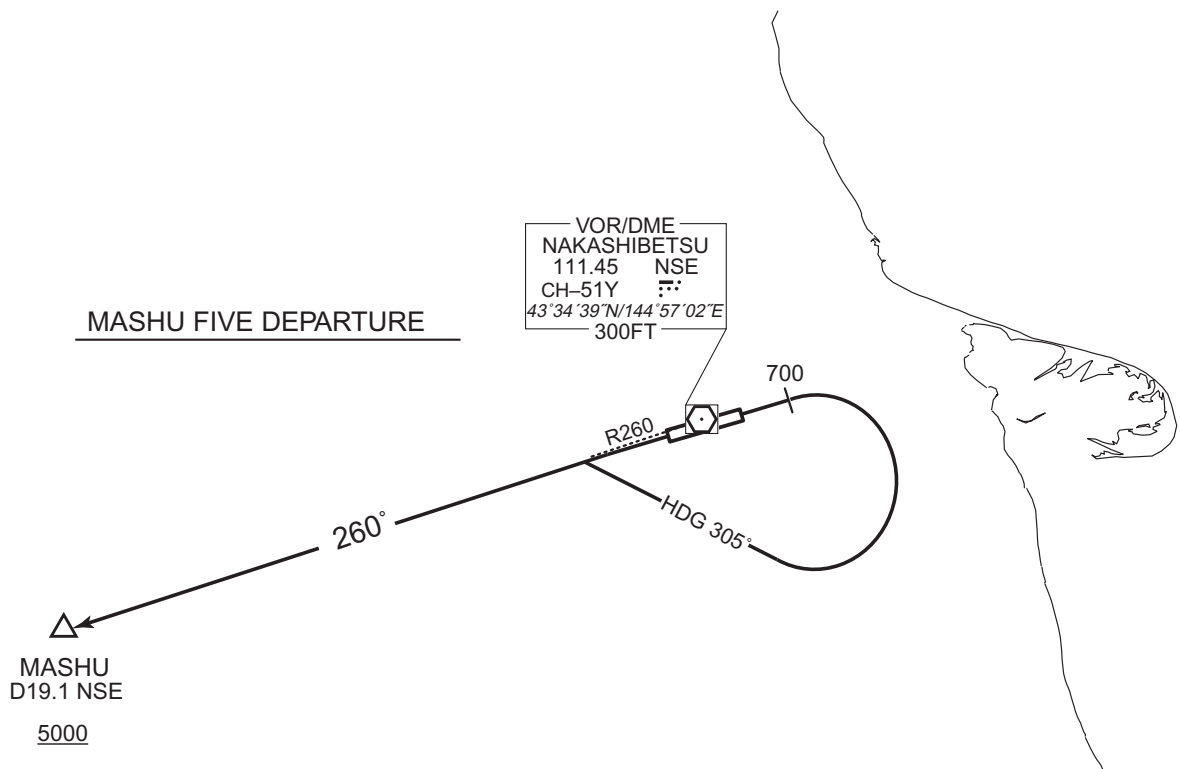 VOR/DME
NAKASHIBETSU
111.45 NSE
CH–51Y
43°34´39˝N/144°57´02˝E
300FT
MASHU FIVE DEPARTURE
700
R260
HDG 305°
260°
MASHU
D19.1 NSE
5000